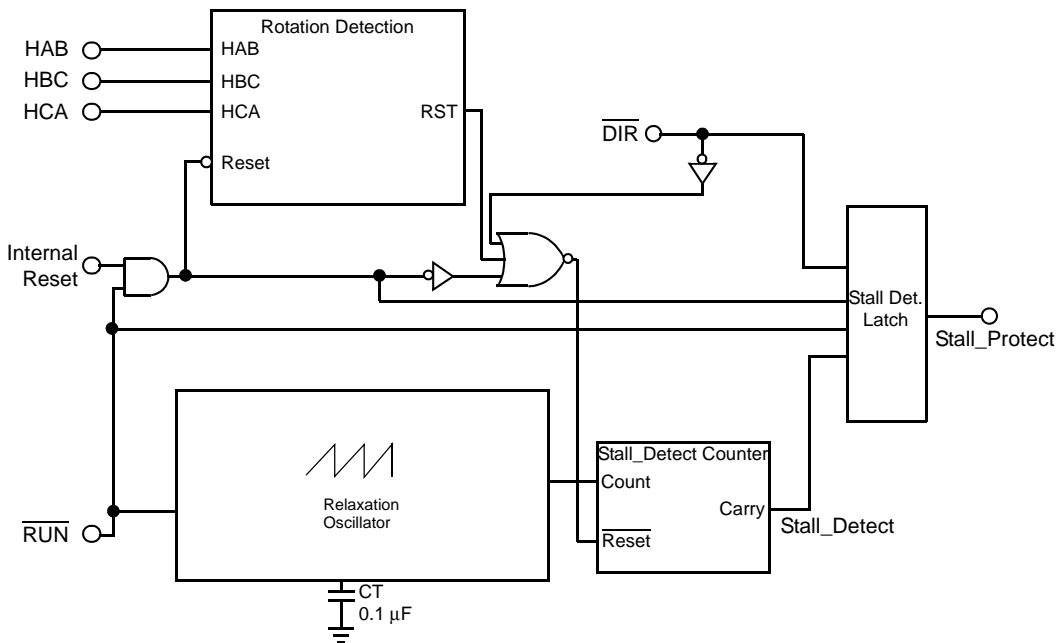 Rotation Detection
HAB
HAB
HBC
HBC
HCA
HCA
RST
DIR
Reset
Internal
Reset
Stall Det.
Latch
Stall_Protect
Stall_Detect Counter
Count
Relaxation
Oscillator
Carry
Stall_Detect
RUN
Reset
CT
0.1 μF